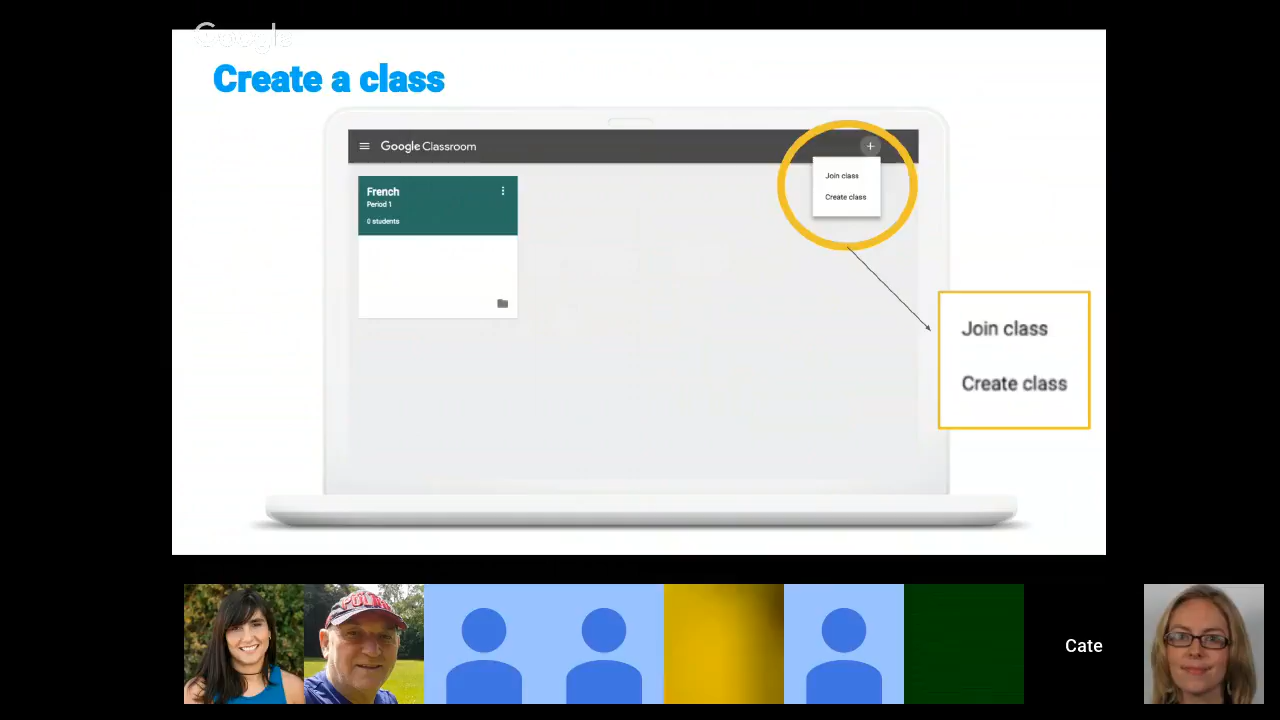 Google
Create a class
Google Classroom
+
Join class
Create class
French
Period 1
0 students
Join class
Create class
POLAND
Cate